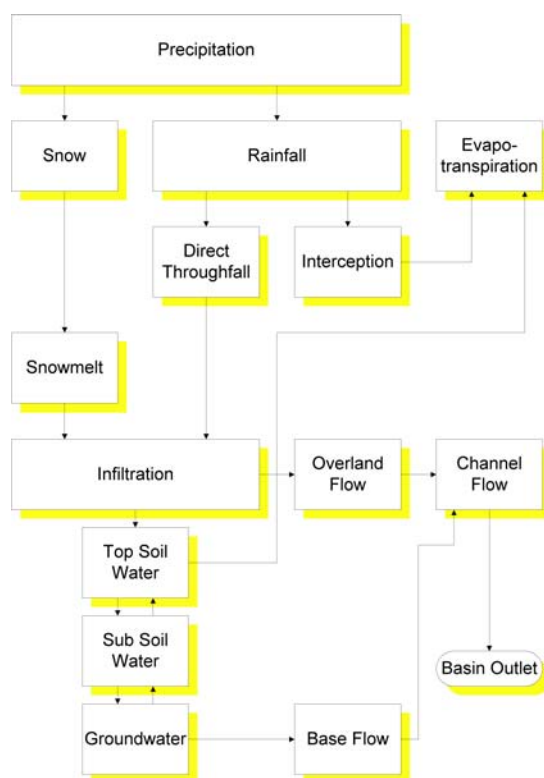 Precipitation
Snow
Rainfall
Evapo-
transpiration
Direct
Throughfall
Interception
Snowmelt
Infiltration
Overland
Flow
Channel
Flow
Top Soil
Water
Sub Soil
Water
Basin Outlet
Groundwater
Base Flow